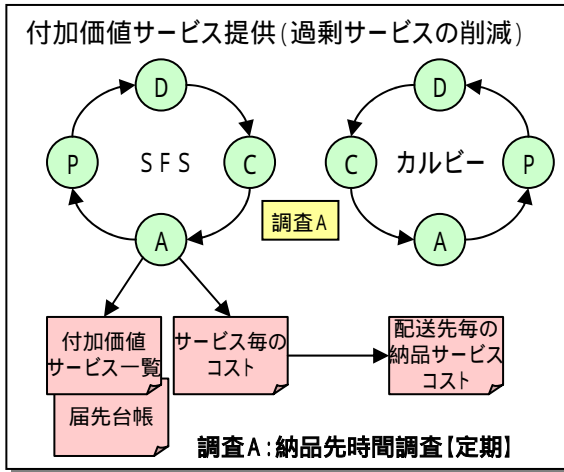 付加価値サービス提供(過剰サービスの削減)
D
P
SFS
C
A
D
C
カルビー
P
A
調査A
付加価値
サービス一覧
届先台帳
サービス毎の
コスト
配送先毎の
納品サービス
コスト
調査A:納品先時間調査【定期】